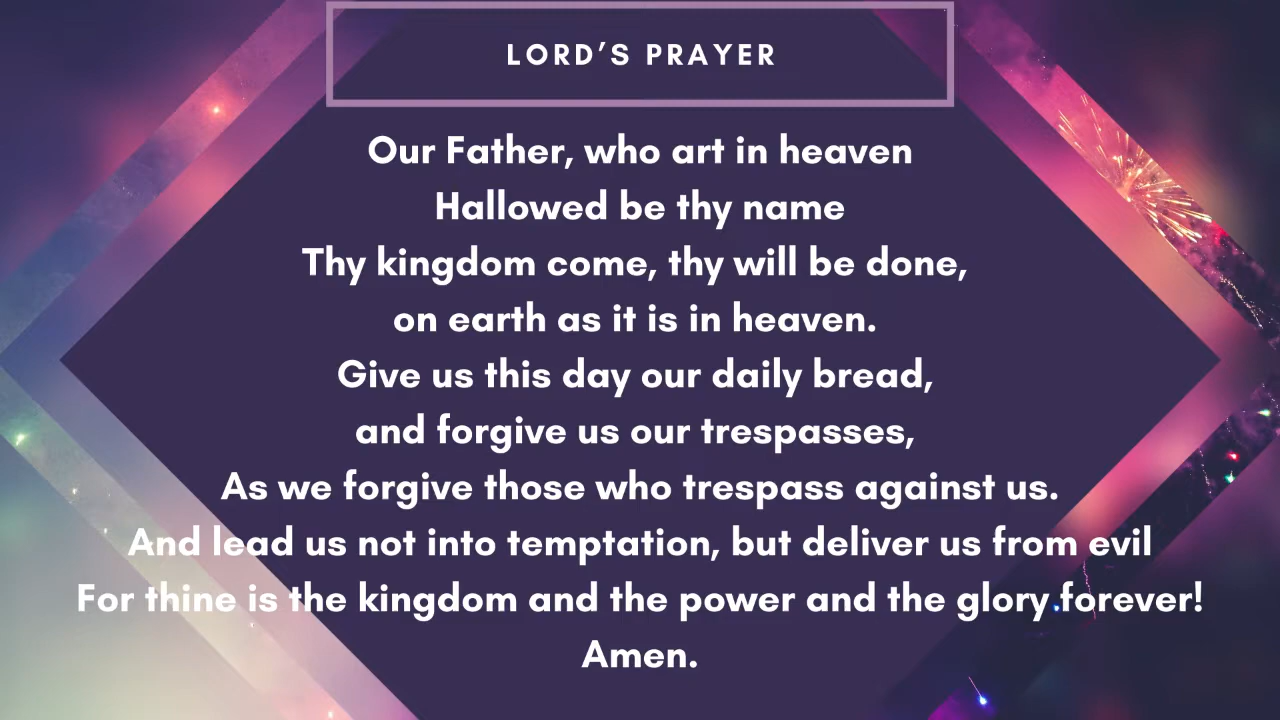 LORD'S PRAYER
Our Father, who art in heaven
Hallowed be thy name
Thy kingdom come, thy will be done,
on earth as it is in heaven.
Give us this day our daily bread,
and forgive us our trespasses,
As we forgive those who trespass against us.
And lead us not into temptation, but deliver us from evil
For thine is the kingdom and the power and the glory forever!
Amen.